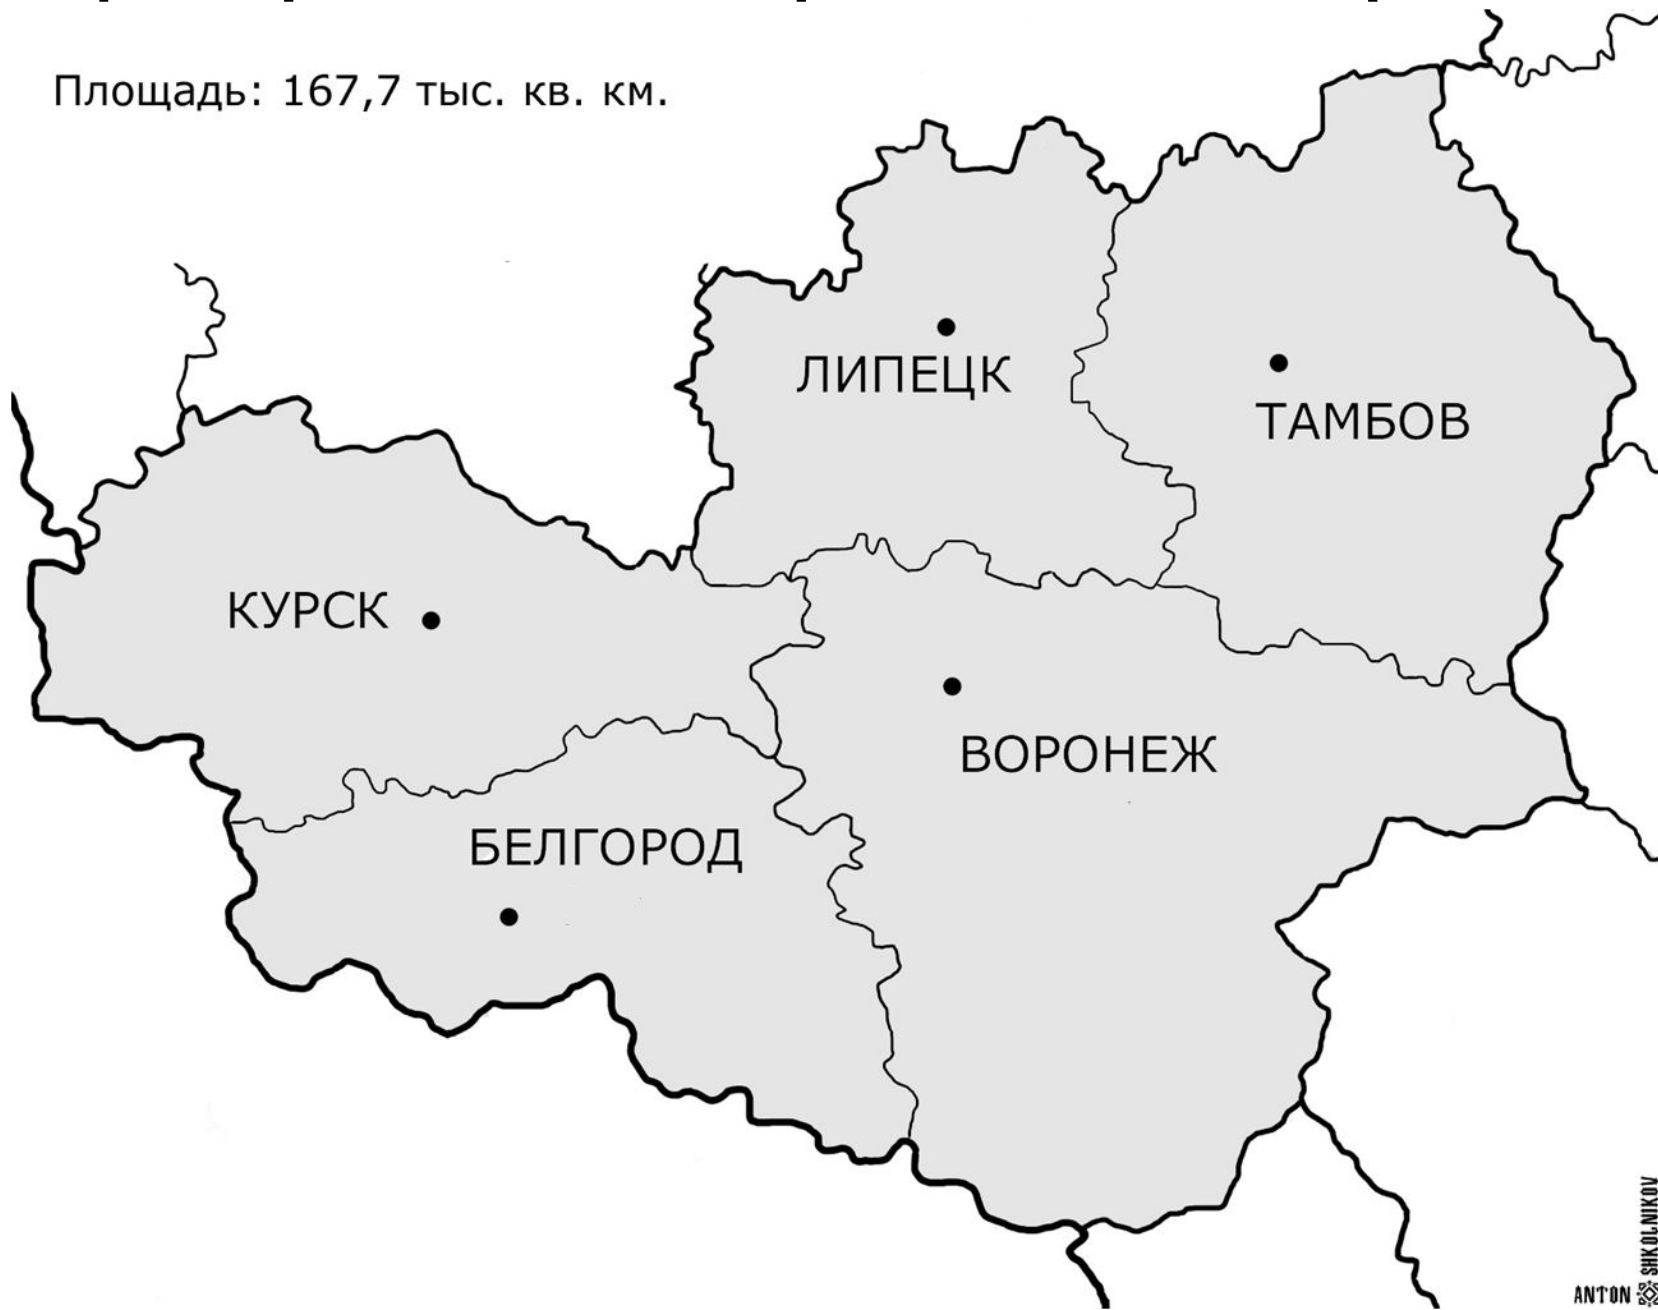 Площадь: 167,7 тыс. кв. км.
ЛИПЕЦК
ТАМБОВ
КУРСК
ВОРОНЕЖ
БЕЛГОРОД
ANTON
SHKOLNIKOV